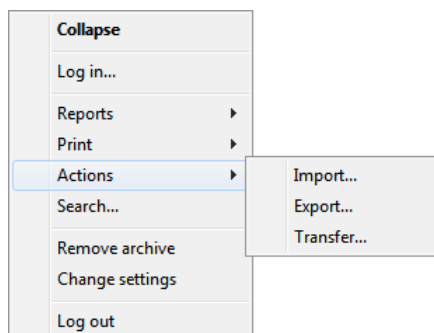 Collapse
Log in...
Reports
Print
Actions
Search...
Remove archive
Change settings
Log out
Import...
Export...
Transfer...